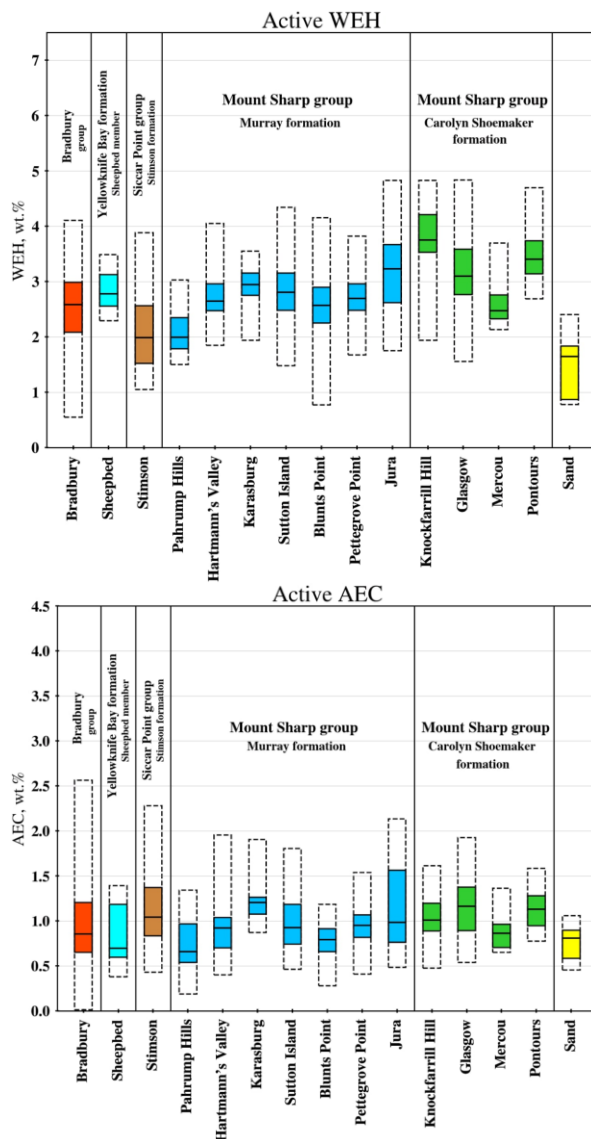 Active WEH
WEH, wt.%
7
6
5
4
3
2
1
0
Bradbury
group
Yellowknife Bay formation
Sheepbed member
Siccar Point group
Stimson formation
Mount Sharp group
Murray formation
Mount Sharp group
Carolyn Shoemaker
formation
Bradbury
Sheepbed
Stimson
Pahrump Hills
Hartmann's Valley
Karasburg
Sutton Island
Blunts Point
Pettegrove Point
Jura
Knockfarrill Hill
Glasgow
Mercou
Pontours
Sand
Active AEC
AEC, wt.%
4.5
4.0
3.5
3.0
2.5
2.0
1.5
1.0
0.5
0.0
Bradbury
group
Yellowknife Bay formation
Sheepbed member
Siccar Point group
Stimson formation
Mount Sharp group
Murray formation
Mount Sharp group
Carolyn Shoemaker
formation
Bradbury
Sheepbed
Stimson
Pahrump Hills
Hartmann's Valley
Karasburg
Sutton Island
Blunts Point
Pettegrove Point
Jura
Knockfarrill Hill
Glasgow
Mercou
Pontours
Sand